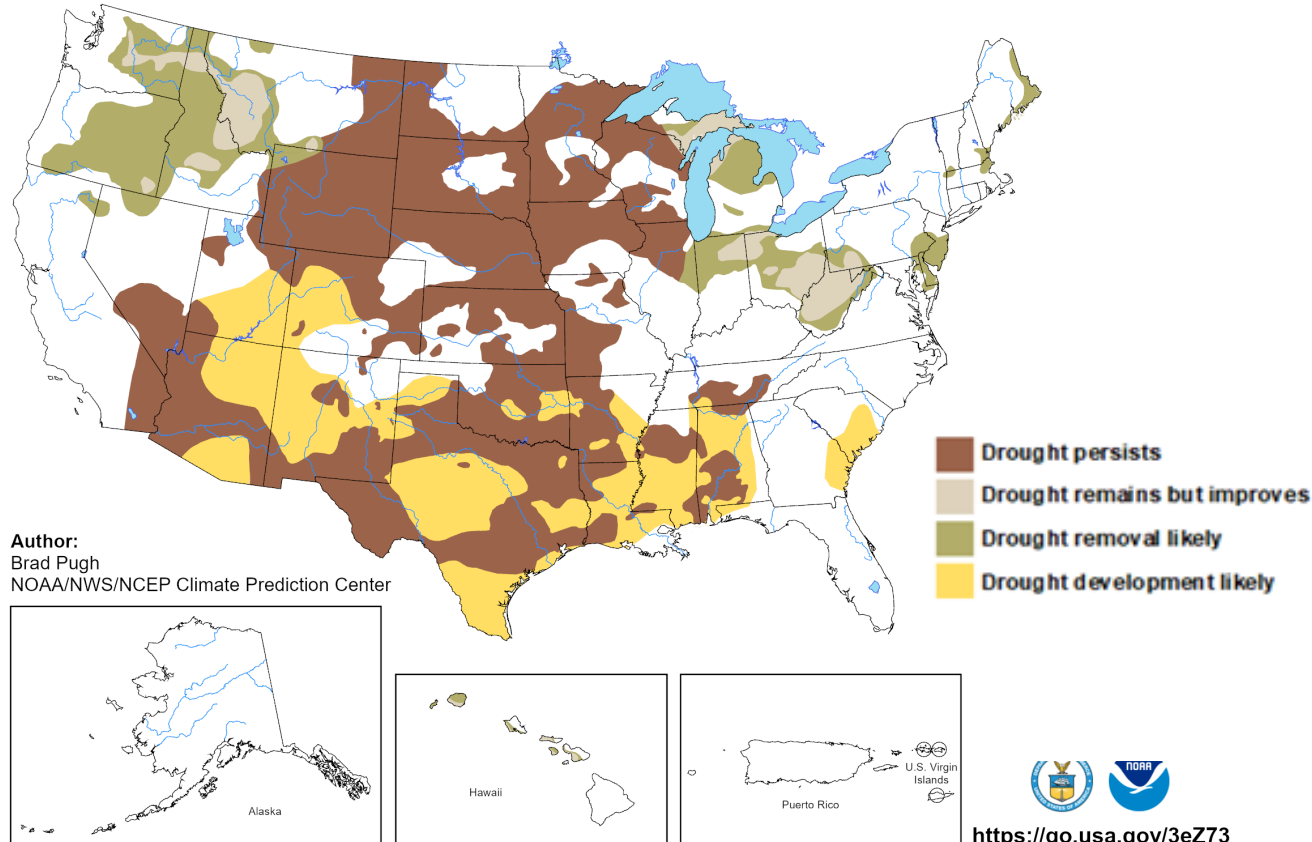 Drought persists
Drought remains but improves
Drought removal likely
Drought development likely
Author:
Brad Pugh
NOAA/NWS/NCEP Climate Prediction Center
Alaska
Hawaii
Puerto Rico
U.S. Virgin
Islands
NOAA
https://go.usa.gov/3eZ73